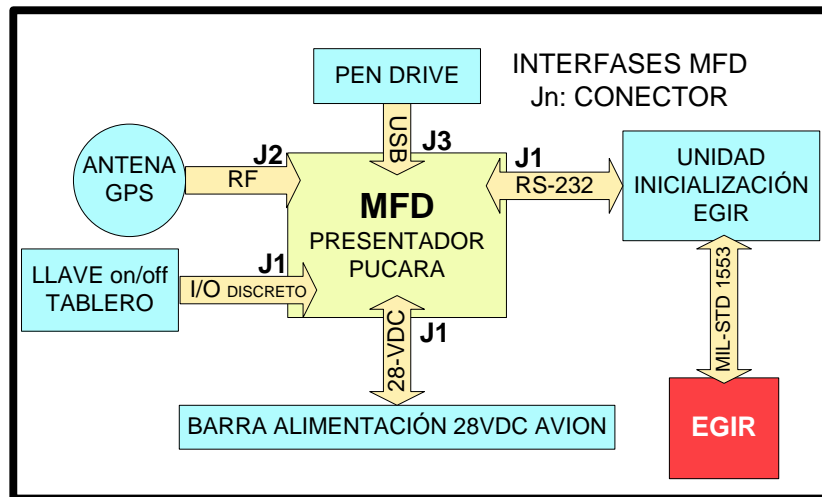 PEN DRIVE
INTERFASES MFD
Jn: CONECTOR
USB
J3
ANTENA
GPS
J2
RF
J1
RS-232
UNIDAD
INICIALIZACIÓN
EGIR
MFD
PRESENTADOR
PUCARA
LLAVE on/off
TABLERO
J1
I/O DISCRETO
J1
28-VDC
MIL-STD 1553
BARRA ALIMENTACIÓN 28VDC AVION
EGIR